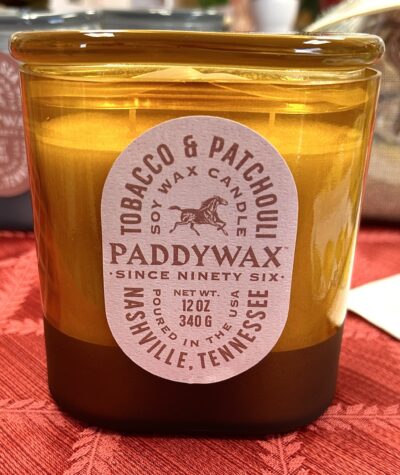 TOBACCO & PATCHOULI
SOY WAX CANDLE
PADDYWAX™
· SINCE NINETY SIX ·
NET WT.
12 OZ
340 G
POURED IN THE USA
NASHVILLE, TENNESSEE